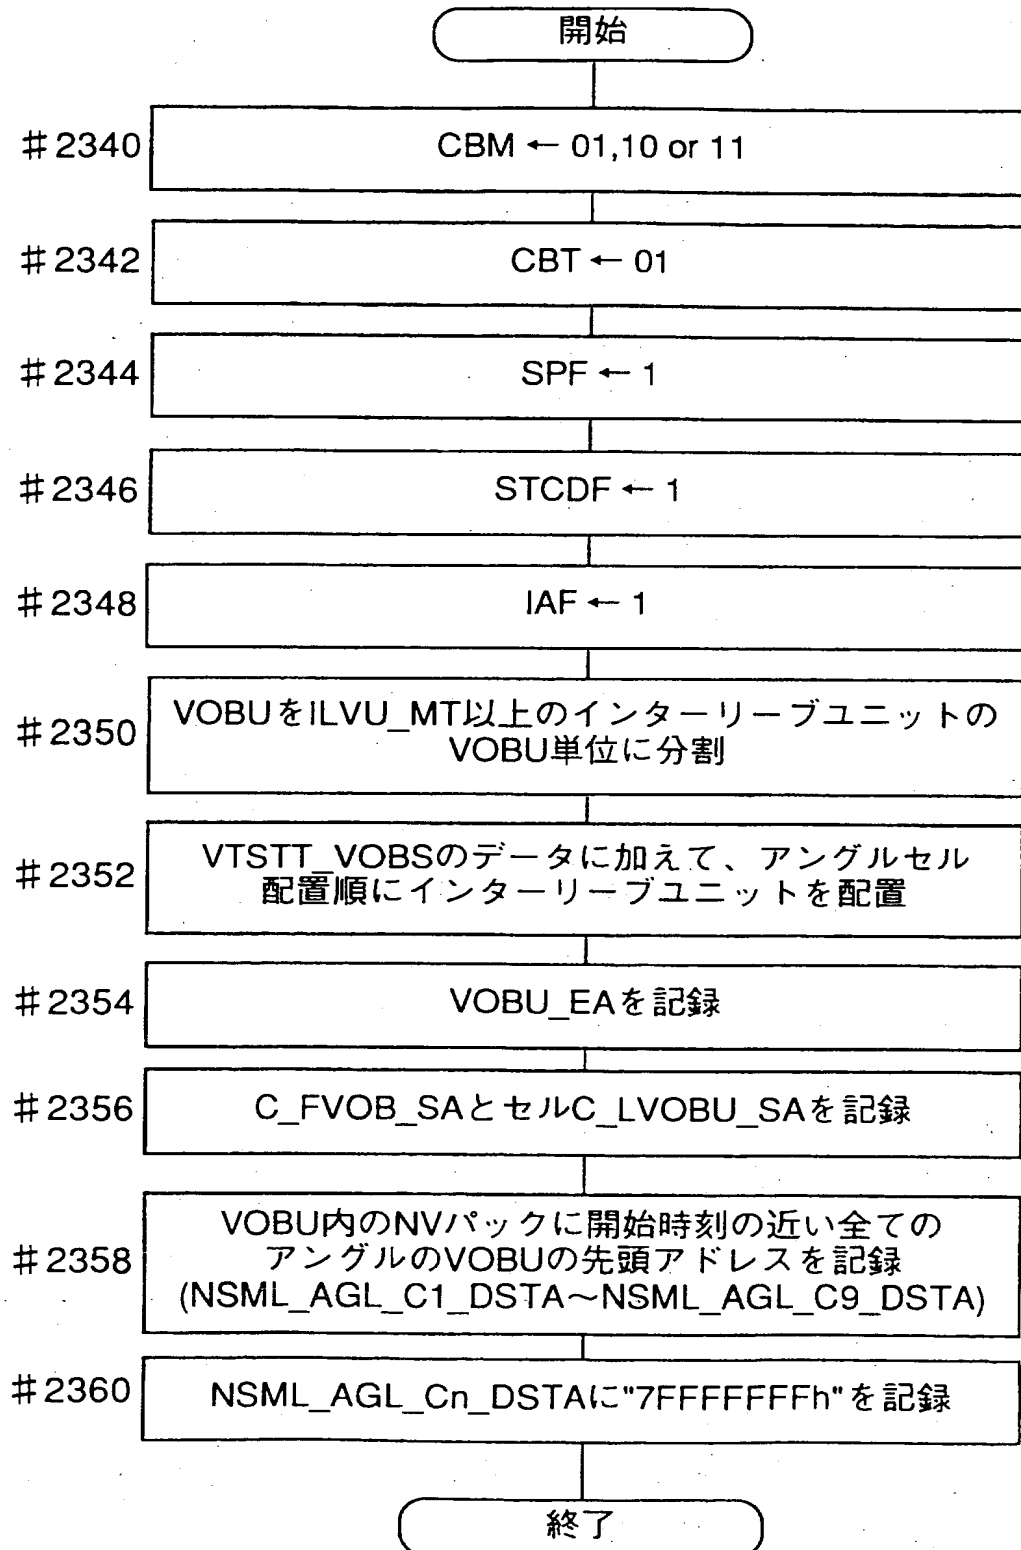 開始
#2340 CBM ← 01,10 or 11
#2342 CBT ← 01
#2344 SPF ← 1
#2346 STCDF ← 1
#2348 IAF ← 1
#2350 VOBUをILVU_MT以上のインターリーブユニットの
VOBU単位に分割
#2352 VTSTT_VOBSのデータに加えて、アングルセル
配置順にインターリーブユニットを配置
#2354 VOBU_EAを記録
#2356 C_FVOB_SAとセルC_LVOBU_SAを記録
#2358 VOBU内のNVパックに開始時刻の近い全ての
アングルのVOBUの先頭アドレスを記録
(NSML_AGL_C1_DSTA〜NSML_AGL_C9_DSTA)
#2360 NSML_AGL_Cn_DSTAに"7FFFFFFFh"を記録
終了